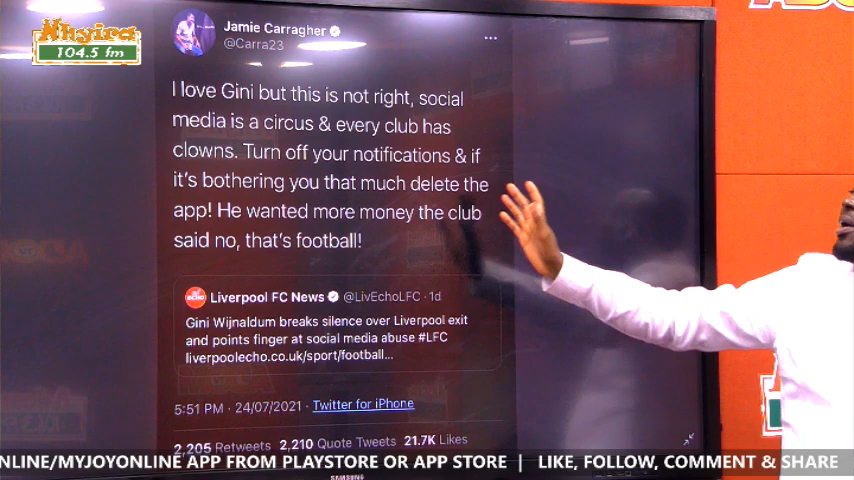 Nhyira
104.5 fm
Jamie Carragher
@Carra23
...
I love Gini but this is not right, social
media is a circus & every club has
clowns. Turn off your notifications & if
it's bothering you that much delete the
app! He wanted more money the club
said no, that's football!
ECHO
Liverpool FC News @LivEchoLFC · 1d
Gini Wijnaldum breaks silence over Liverpool exit
and points finger at social media abuse #LFC
liverpoolecho.co.uk/sport/football...
5:51 PM · 24/07/2021 · Twitter for iPhone
2,205 Retweets 2,210 Quote Tweets 21.7K Likes
NLINE/MYJOYONLINE APP FROM PLAYSTORE OR APP STORE | LIKE, FOLLOW, COMMENT & SHARE
SAMSUNG